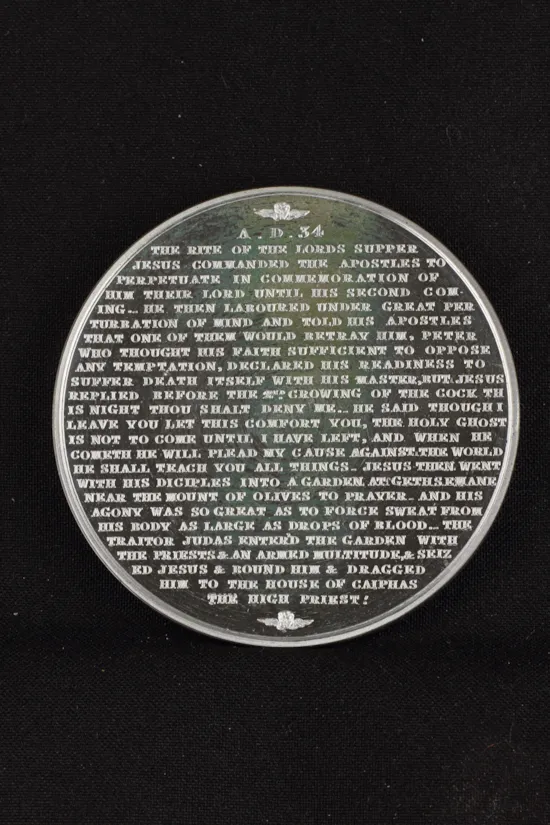 A . D . 34
THE RITE OF THE LORDS SUPPER
JESUS COMMANDED THE APOSTLES TO
PERPETUATE IN COMMEMORATION OF
HIM THEIR LORD UNTIL HIS SECOND COM-
ING... HE THEN LABOURED UNDER GREAT PER
TURBATION OF MIND AND TOLD HIS APOSTLES
THAT ONE OF THEM WOULD BETRAY HIM, PETER
WHO THOUGHT HIS FAITH SUFFICIENT TO OPPOSE
ANY TEMPTATION, DECLARED HIS READINESS TO
SUFFER DEATH ITSELF WITH HIS MASTER, BUT JESUS
REPLIED BEFORE THE 2ND CROWING OF THE COCK TH
IS NIGHT THOU SHALT DENY ME... HE SAID THOUGH I
LEAVE YOU LET THIS COMFORT YOU, THE HOLY GHOST
IS NOT TO COME UNTIL I HAVE LEFT, AND WHEN HE
COMETH HE WILL PLEAD MY CAUSE AGAINST THE WORLD
HE SHALL TEACH YOU ALL THINGS... JESUS THEN WENT
WITH HIS DICIPLES INTO A GARDEN AT GETHSEMANE
NEAR THE MOUNT OF OLIVES TO PRAYER... AND HIS
AGONY WAS SO GREAT AS TO FORCE SWEAT FROM
HIS BODY AS LARGE AS DROPS OF BLOOD... THE
TRAITOR JUDAS ENTER'D THE GARDEN WITH
THE PRIESTS & AN ARMED MULTITUDE, & SEIZ
ED JESUS & BOUND HIM & DRAGGED
HIM TO THE HOUSE OF CAIPHAS
THE HIGH PRIEST!